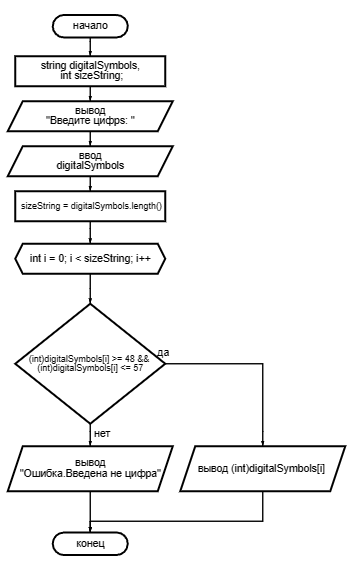 начало
string digitalSymbols,
int sizeString;
вывод
"Введите цифрs: "
ввод
digitalSymbols
sizeString = digitalSymbols.length()
int i = 0; i < sizeString; i++
(int)digitalSymbols[i] >= 48 &&
(int)digitalSymbols[i] <= 57
да
нет
вывод
"Ошибка.Введена не цифра"
вывод (int)digitalSymbols[i]
конец